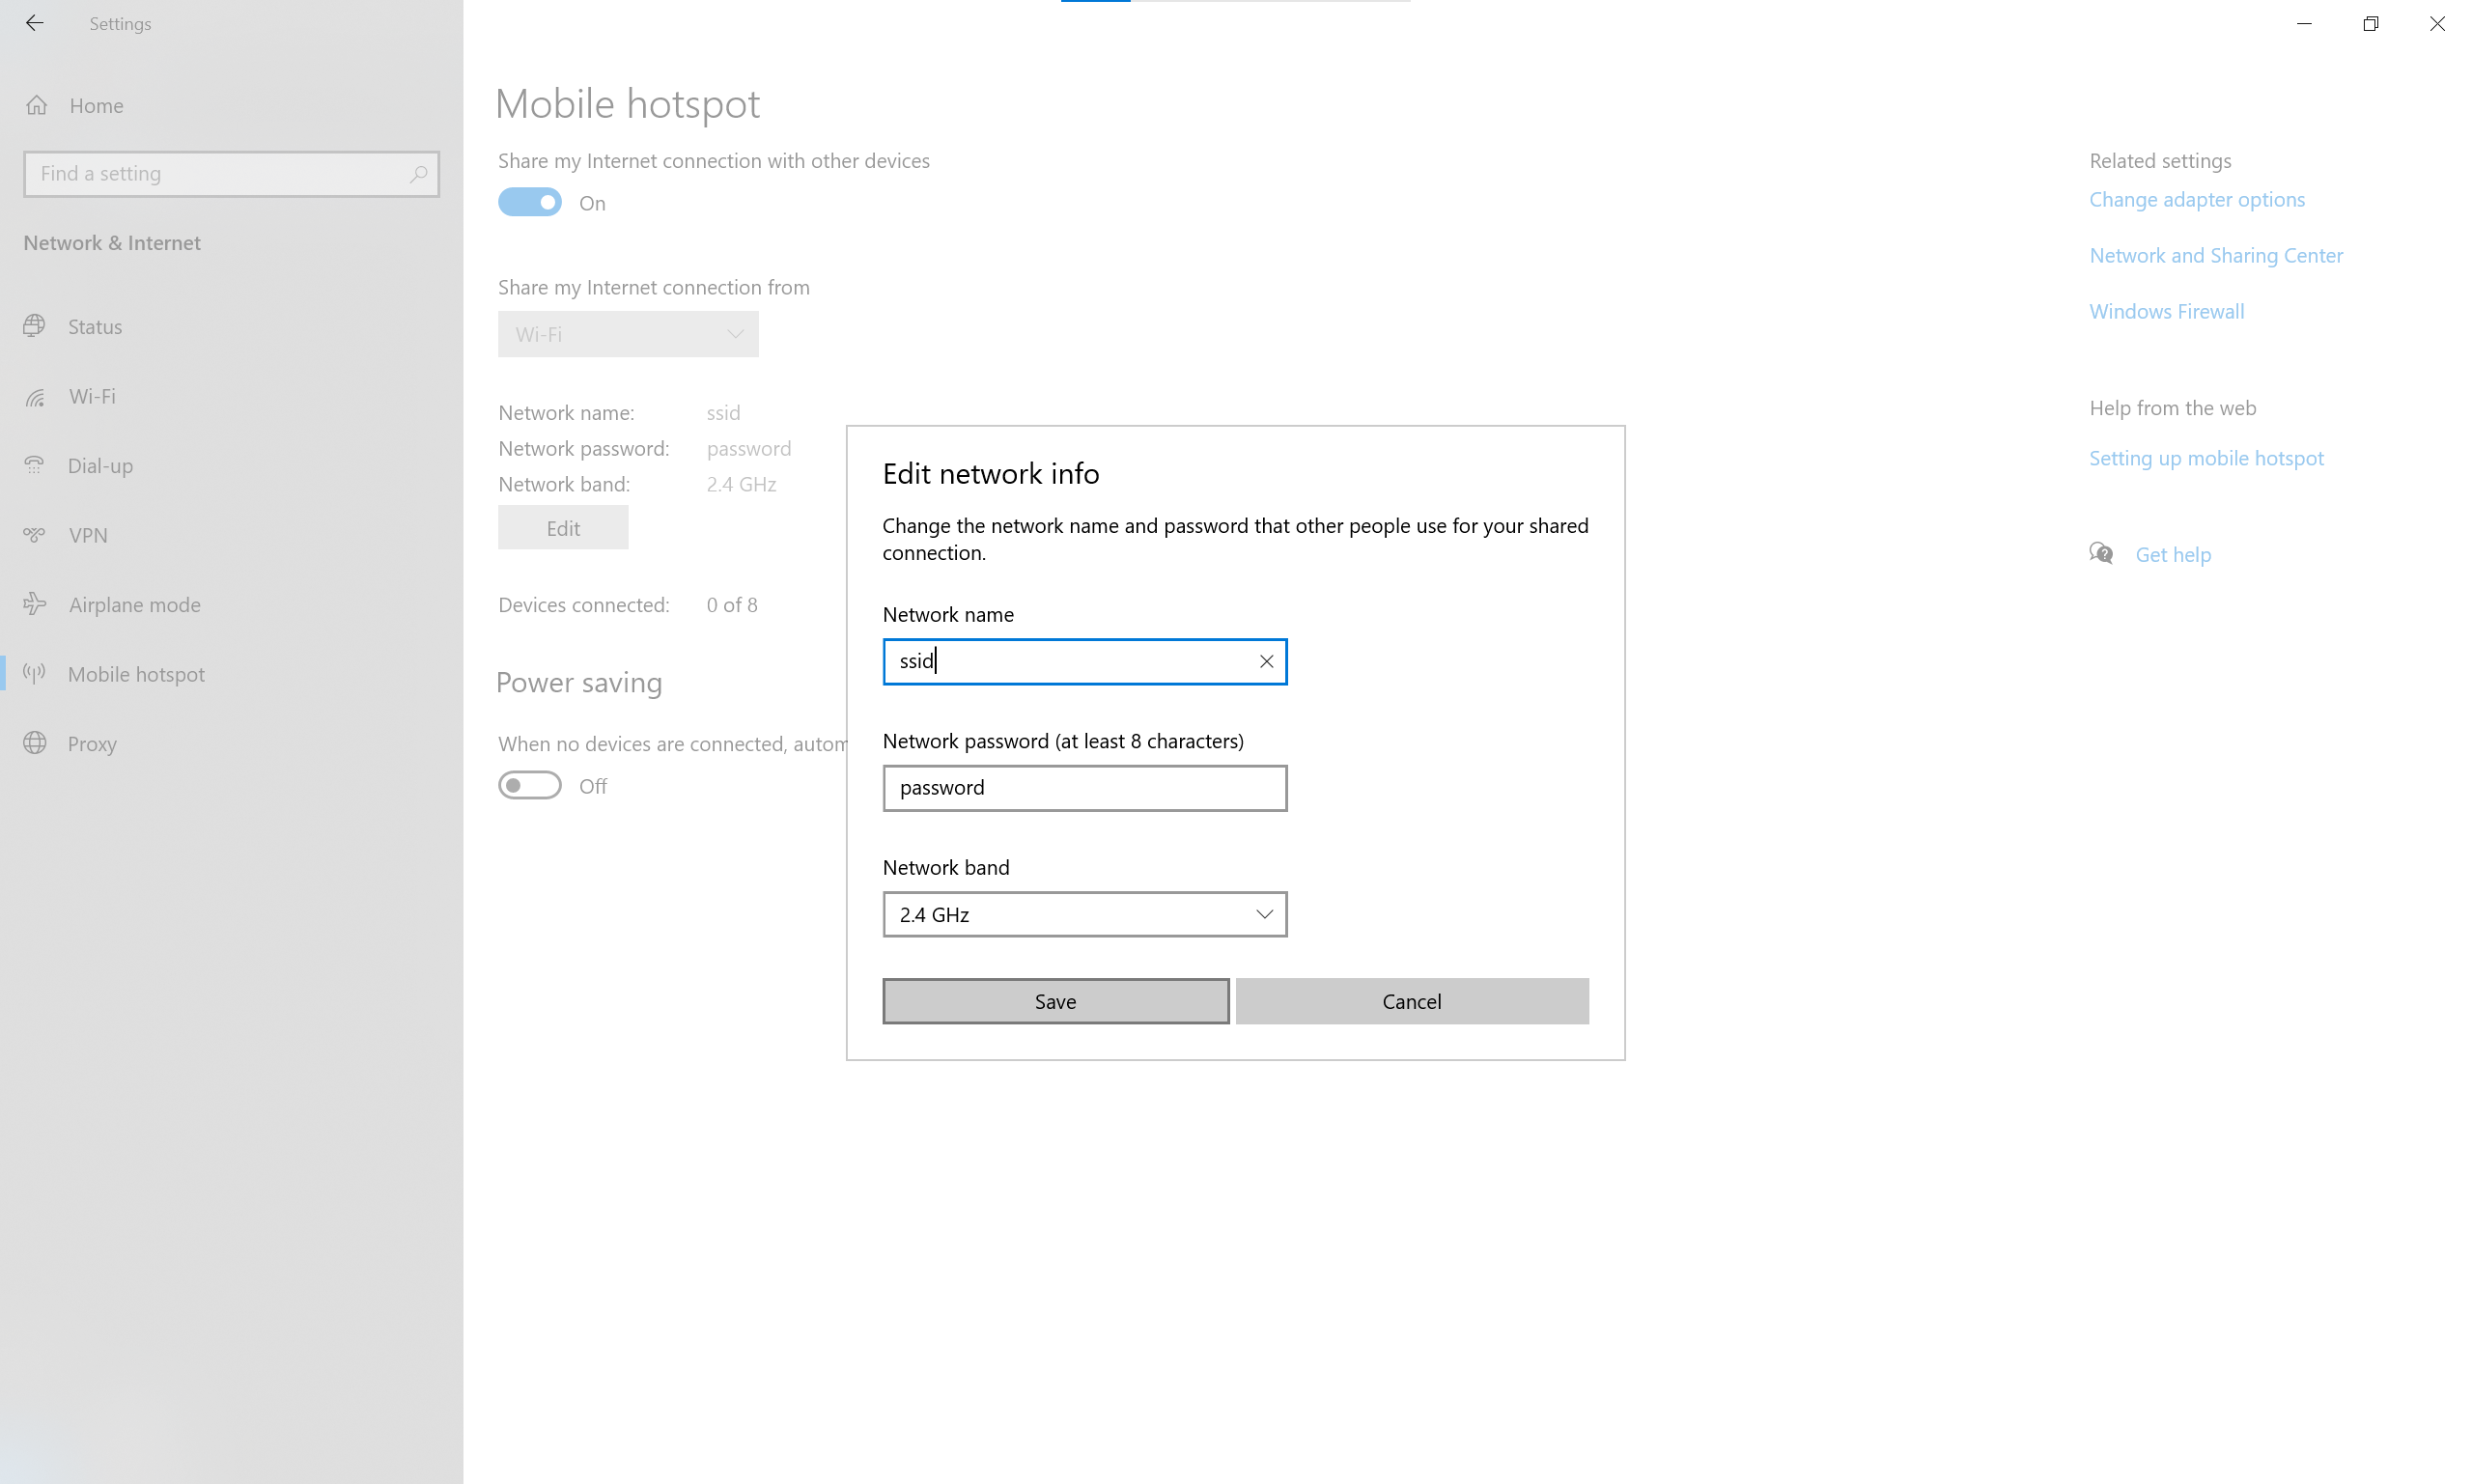 Settings
Home
Find a setting
Network & Internet
Status
Wi-Fi
Dial-up
VPN
Airplane mode
Mobile hotspot
Proxy
Mobile hotspot
Share my Internet connection with other devices
On
Share my Internet connection from
Wi-Fi
Network name: ssid
Network password: password
Network band: 2.4 GHz
Edit
Devices connected: 0 of 8
Power saving
When no devices are connected, autom
Off
Edit network info
Change the network name and password that other people use for your shared
connection.
Network name
ssid
Network password (at least 8 characters)
password
Network band
2.4 GHz
Save Cancel
Related settings
Change adapter options
Network and Sharing Center
Windows Firewall
Help from the web
Setting up mobile hotspot
Get help